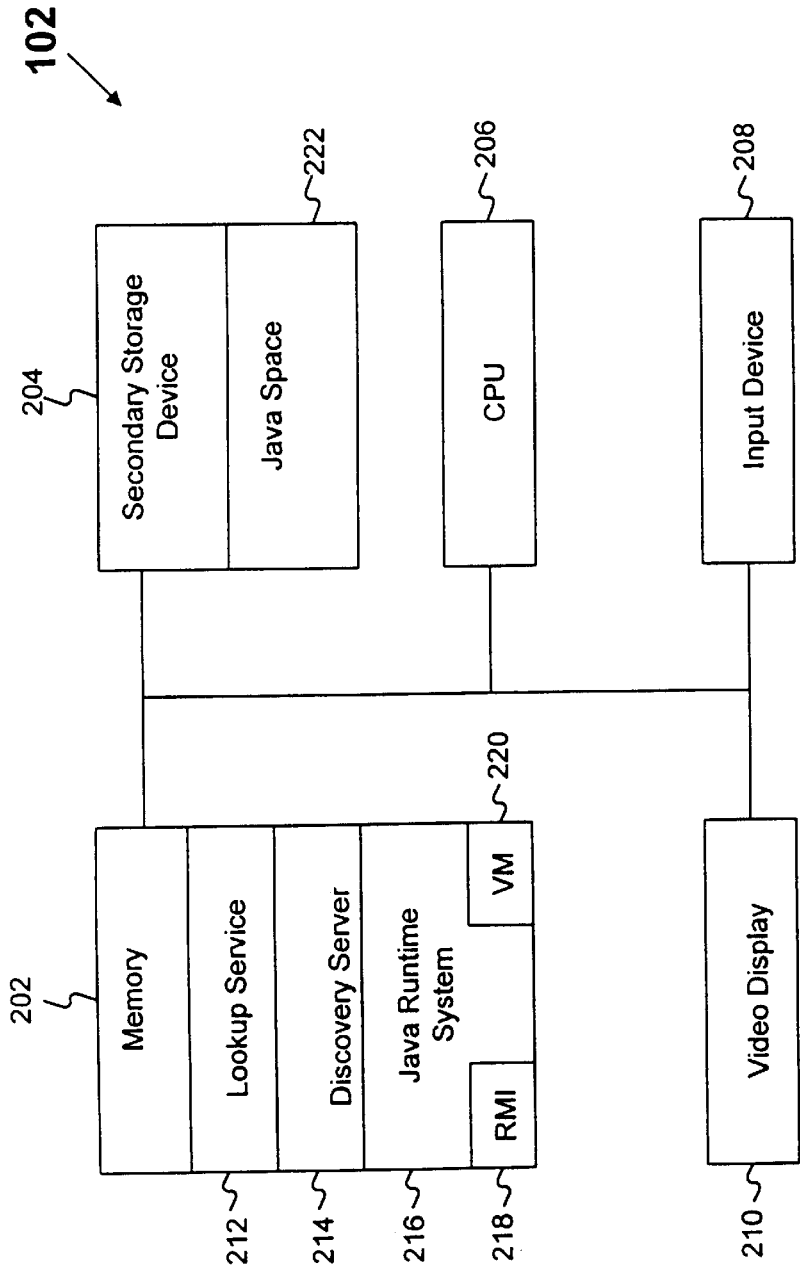 102
202
Memory
Lookup Service
212
Discovery Server
214
Java Runtime
System
216
RMI
218
VM
220
204
Secondary Storage
Device
Java Space
222
CPU
206
Input Device
208
Video Display
210